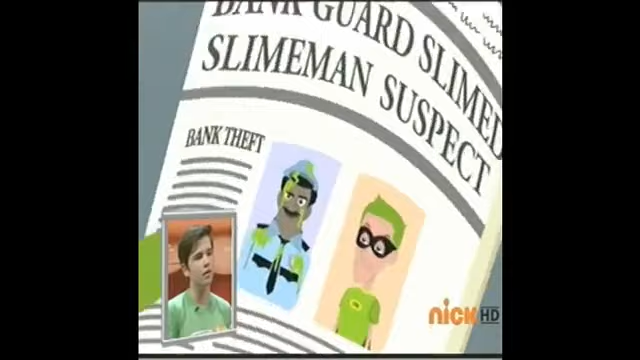 BANK GUARD SLIMED
SLIMEMAN SUSPECT
BANK THEFT
nick HD